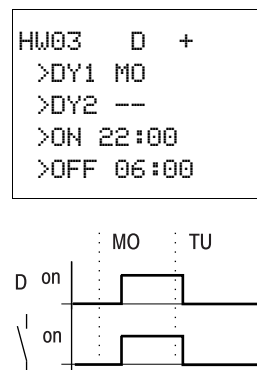 HW03 D +
>DY1 MO
>DY2 --
>ON 22:00
>OFF 06:00
MO TU
D on
on